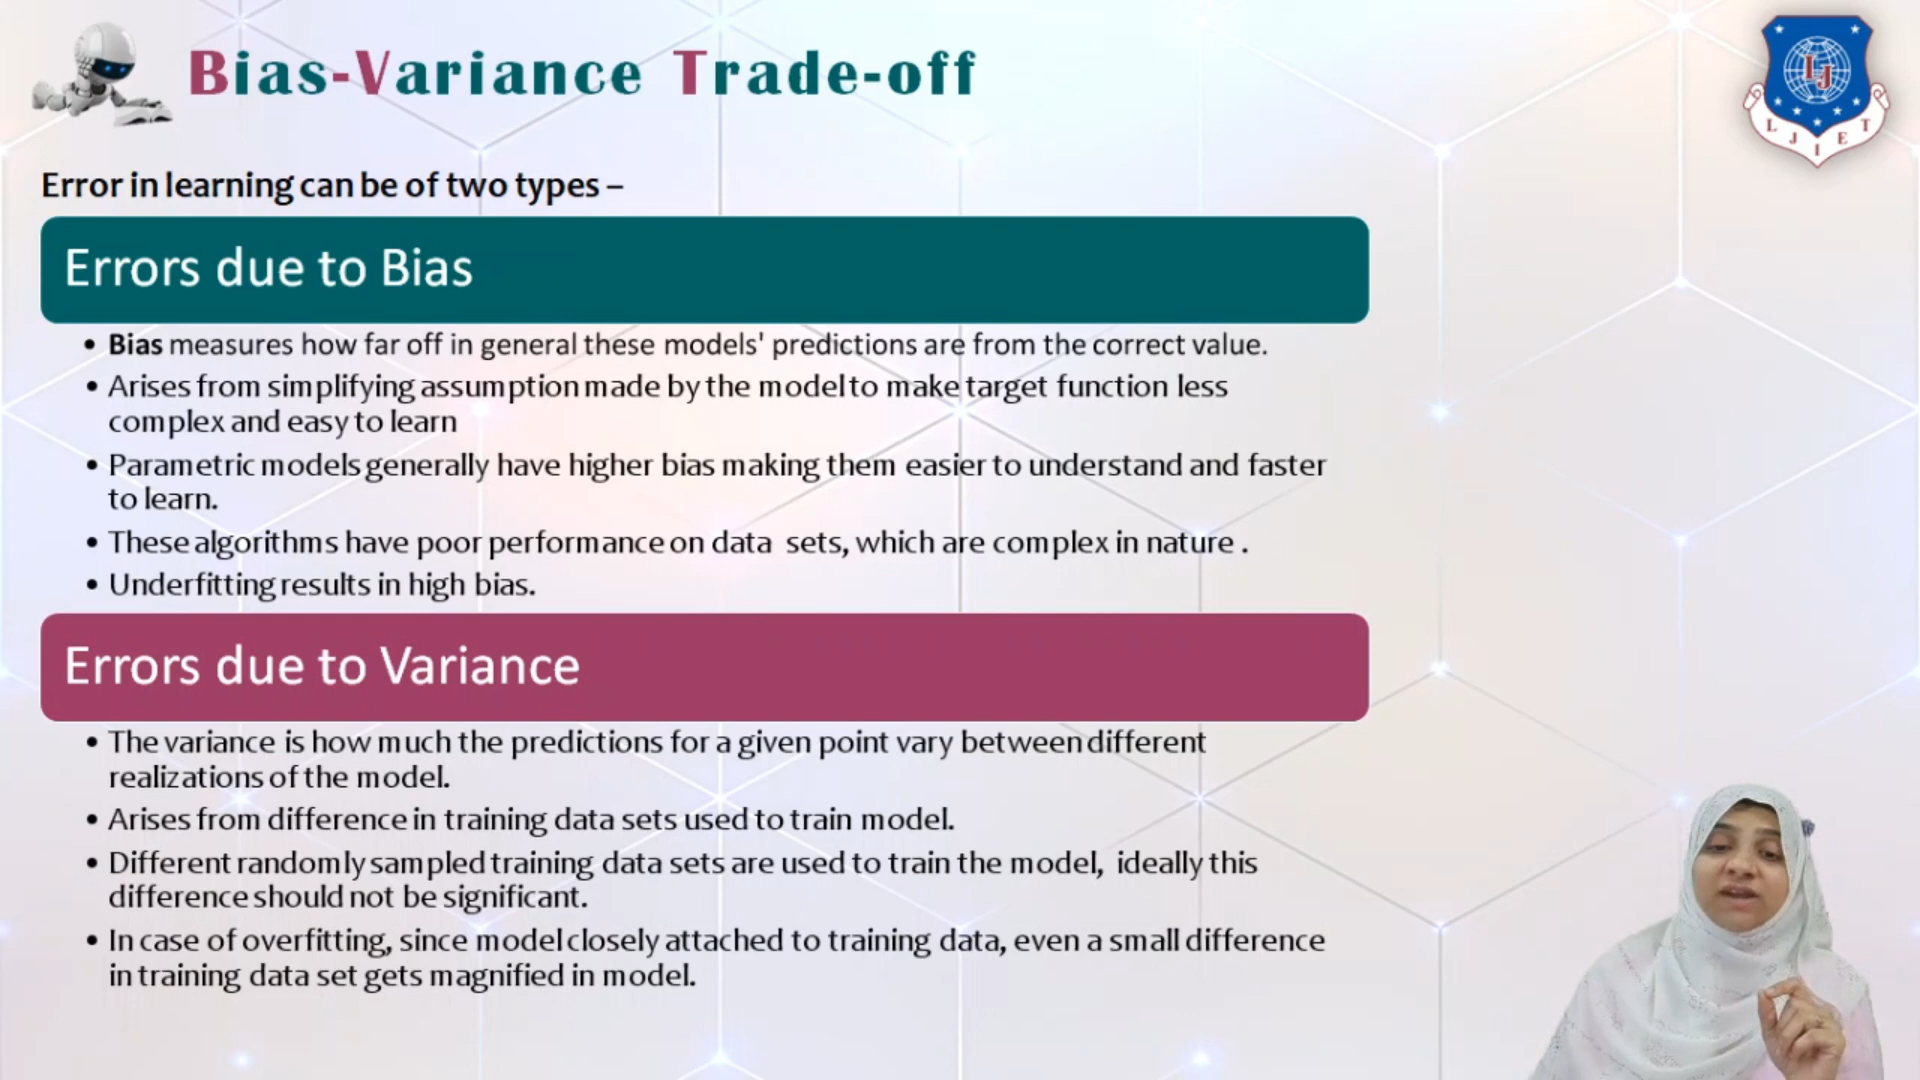 Bias-Variance Trade-off
LJ
L J I E T
Error in learning can be of two types –
Errors due to Bias
• Bias measures how far off in general these models' predictions are from the correct value.
• Arises from simplifying assumption made by the model to make target function less
complex and easy to learn
• Parametric models generally have higher bias making them easier to understand and faster
to learn.
• These algorithms have poor performance on data sets, which are complex in nature .
• Underfitting results in high bias.
Errors due to Variance
• The variance is how much the predictions for a given point vary between different
realizations of the model.
• Arises from difference in training data sets used to train model.
• Different randomly sampled training data sets are used to train the model, ideally this
difference should not be significant.
• In case of overfitting, since model closely attached to training data, even a small difference
in training data set gets magnified in model.